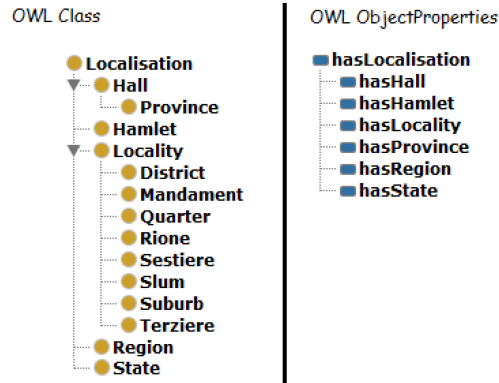 OWL Class
Localisation
Hall
Province
Hamlet
Locality
District
Mandament
Quarter
Rione
Sestiere
Slum
Suburb
Terziere
Region
State
OWL ObjectProperties
hasLocalisation
hasHall
hasHamlet
hasLocality
hasProvince
hasRegion
hasState